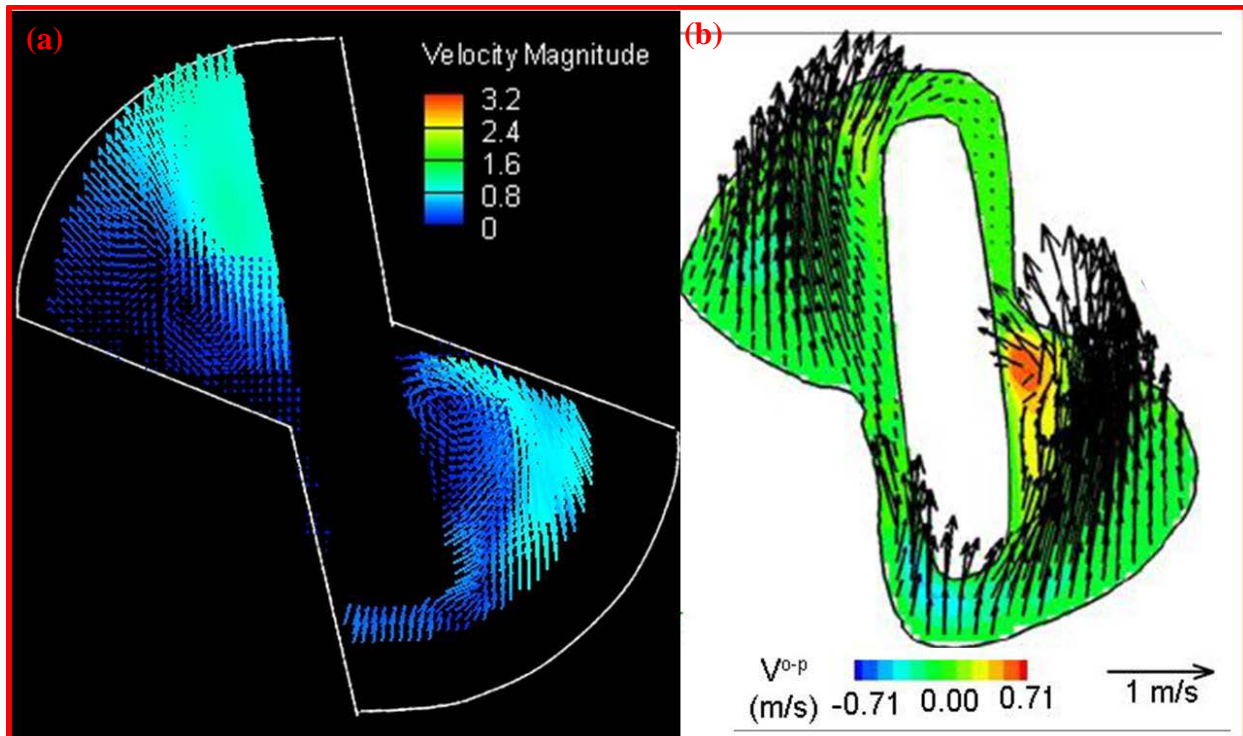 (a)
Velocity Magnitude
3.2
2.4
1.6
0.8
0
(b)
V^o-p
(m/s)
-0.71 0.00 0.71
1 m/s